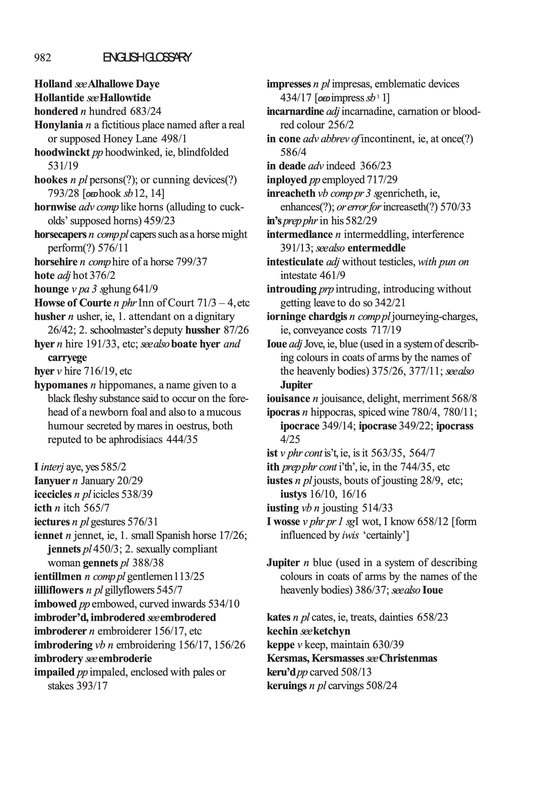 982 ENGLISH GLOSSARY
Holland see Alhallowe Daye
Hollantide see Hallowtide
hondered n hundred 683/24
Honylania n a fictitious place named after a real
or supposed Honey Lane 498/1
hoodwinckt pp hoodwinked, ie, blindfolded
531/19
hookes n pl persons(?); or cunning devices(?)
793/28 [OED hook sb 12, 14]
hornwise adv comp like horns (alluding to cuck-
olds' supposed horns) 459/23
horsecapers n comp pl capers such as a horse might
perform(?) 576/11
horsehire n comp hire of a horse 799/37
hote adj hot 376/2
hounge v pa 3 sg hung 641/9
Howse of Courte n phr Inn of Court 71/3 – 4, etc
husher n usher, ie, 1. attendant on a dignitary
26/42; 2. schoolmaster's deputy hussher 87/26
hyer n hire 191/33, etc; see also boate hyer and
carryege
hyer v hire 716/19, etc
hypomanes n hippomanes, a name given to a
black fleshy substance said to occur on the fore-
head of a newborn foal and also to a mucous
humour secreted by mares in oestrus, both
reputed to be aphrodisiacs 444/35
I interj aye, yes 585/2
Ianyuer n January 20/29
icecicles n pl icicles 538/39
icth n itch 565/7
iectures n pl gestures 576/31
iennet n jennet, ie, 1. small Spanish horse 17/26;
jennets pl 450/3; 2. sexually compliant
woman gennets pl 388/38
ientillmen n comp pl gentlemen 113/25
iilliflowers n pl gillyflowers 545/7
imbowed pp embowed, curved inwards 534/10
imbroder'd, imbrodered see embrodered
imbroderer n embroiderer 156/17, etc
imbrodering vb n embroidering 156/17, 156/26
imbrodery see embroderie
impailed pp impaled, enclosed with pales or
stakes 393/17
impresses n pl impresas, emblematic devices
434/17 [OED impress sb³ 1]
incarnardine adj incarnadine, carnation or blood-
red colour 256/2
in cone adv abbrev of incontinent, ie, at once(?)
586/4
in deade adv indeed 366/23
inployed pp employed 717/29
inreacheth vb comp pr 3 sg enricheth, ie,
enhances(?); or error for increaseth(?) 570/33
in's prep phr in his 582/29
intermedlance n intermeddling, interference
391/13; see also entermeddle
intesticulate adj without testicles, with pun on
intestate 461/9
introuding prp intruding, introducing without
getting leave to do so 342/21
iorninge chardgis n comp pl journeying-charges,
ie, conveyance costs 717/19
Ioue adj Jove, ie, blue (used in a system of describ-
ing colours in coats of arms by the names of
the heavenly bodies) 375/26, 377/11; see also
Jupiter
iouisance n jouisance, delight, merriment 568/8
ipocras n hippocras, spiced wine 780/4, 780/11;
ipocrace 349/14; ipocrase 349/22; ipocrass
4/25
ist v phr cont is't, ie, is it 563/35, 564/7
ith prep phr cont i'th', ie, in the 744/35, etc
iustes n pl jousts, bouts of jousting 28/9, etc;
iustys 16/10, 16/16
iusting vb n jousting 514/33
I wosse v phr pr 1 sg I wot, I know 658/12 [form
influenced by iwis 'certainly']
Jupiter n blue (used in a system of describing
colours in coats of arms by the names of the
heavenly bodies) 386/37; see also Ioue
kates n pl cates, ie, treats, dainties 658/23
kechin see ketchyn
keppe v keep, maintain 630/39
Kersmas, Kersmasses see Christenmas
keru'd pp carved 508/13
keruings n pl carvings 508/24